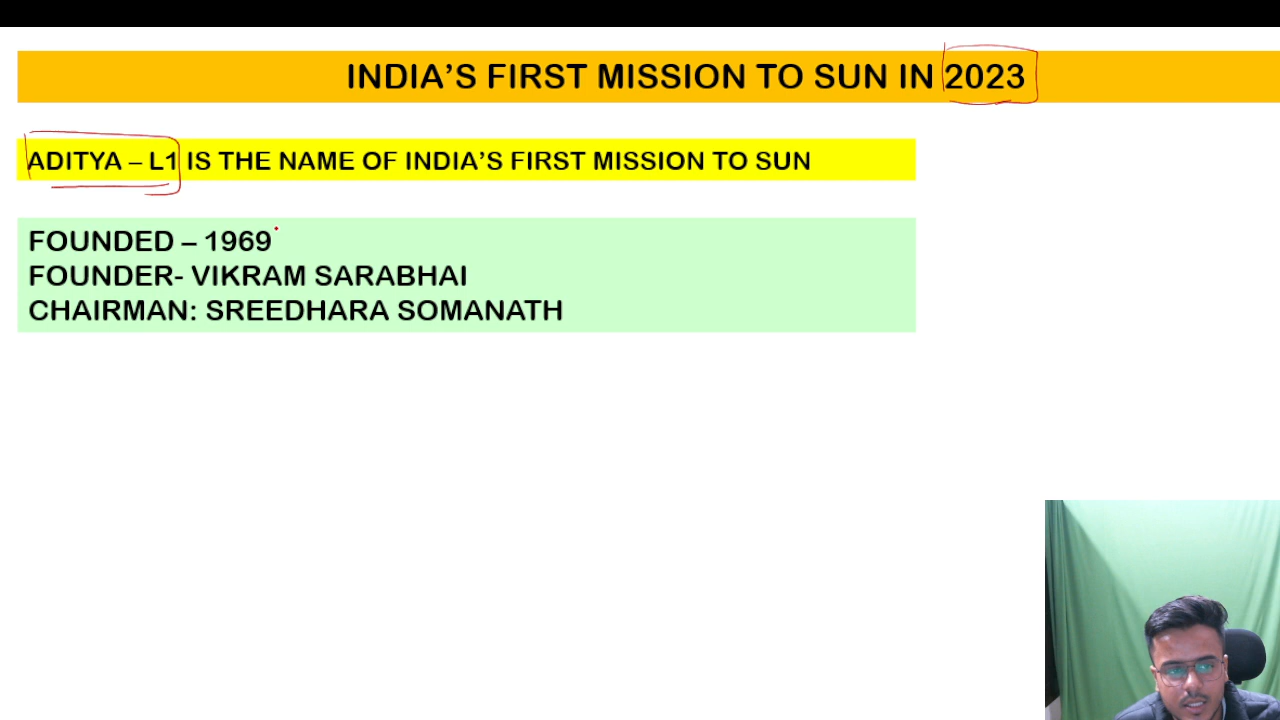 INDIA’S FIRST MISSION TO SUN IN 2023
ADITYA – L1 IS THE NAME OF INDIA’S FIRST MISSION TO SUN
FOUNDED – 1969
FOUNDER- VIKRAM SARABHAI
CHAIRMAN: SREEDHARA SOMANATH